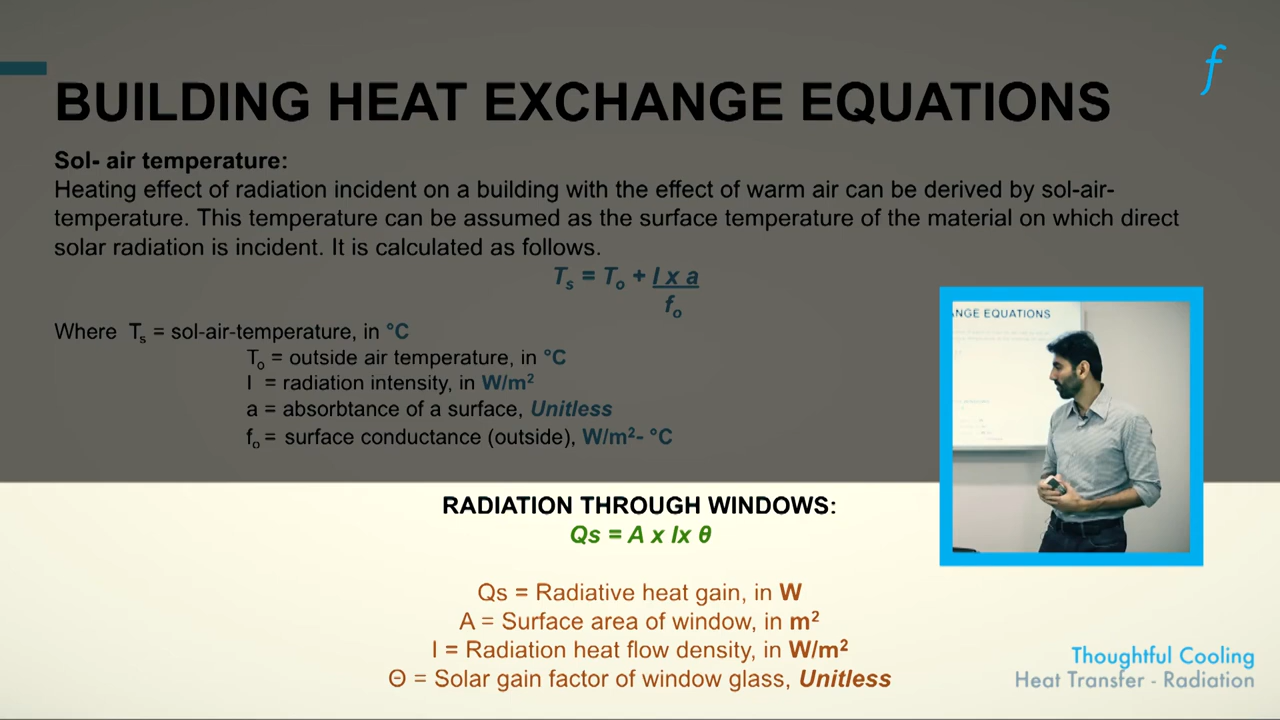 f
BUILDING HEAT EXCHANGE EQUATIONS
Sol- air temperature:
Heating effect of radiation incident on a building with the effect of warm air can be derived by sol-air-
temperature. This temperature can be assumed as the surface temperature of the material on which direct
solar radiation is incident. It is calculated as follows.
Ts = To + I x a
fo
Where Ts = sol-air-temperature, in °C
To = outside air temperature, in °C
I = radiation intensity, in W/m²
a = absorbtance of a surface, Unitless
fo = surface conductance (outside), W/m²- °C
NGE EQUATIONS
RADIATION THROUGH WINDOWS:
Qs = A x Ix θ
Qs = Radiative heat gain, in W
A = Surface area of window, in m²
I = Radiation heat flow density, in W/m²
Θ = Solar gain factor of window glass, Unitless
Thoughtful Cooling
Heat Transfer - Radiation